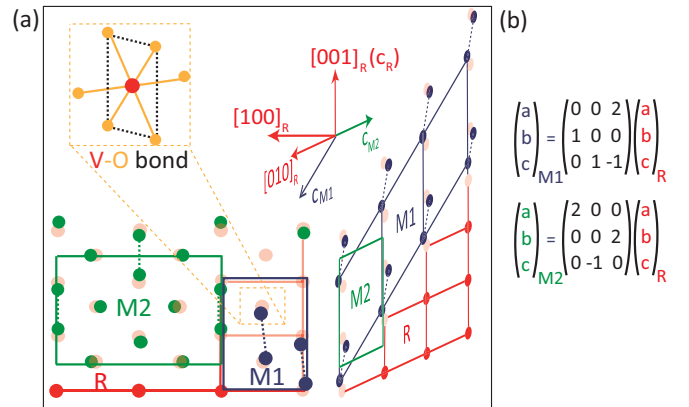 (a)
(b)
[001]R(cR)
[100]R
cM2
[010]R
cM1
V-O bond
M1
M2
R
M2
M1
R
(a b c)M1 = (0 0 2
1 0 0
0 1 -1) (a b c)R
(a b c)M2 = (2 0 0
0 0 2
0 -1 0) (a b c)R